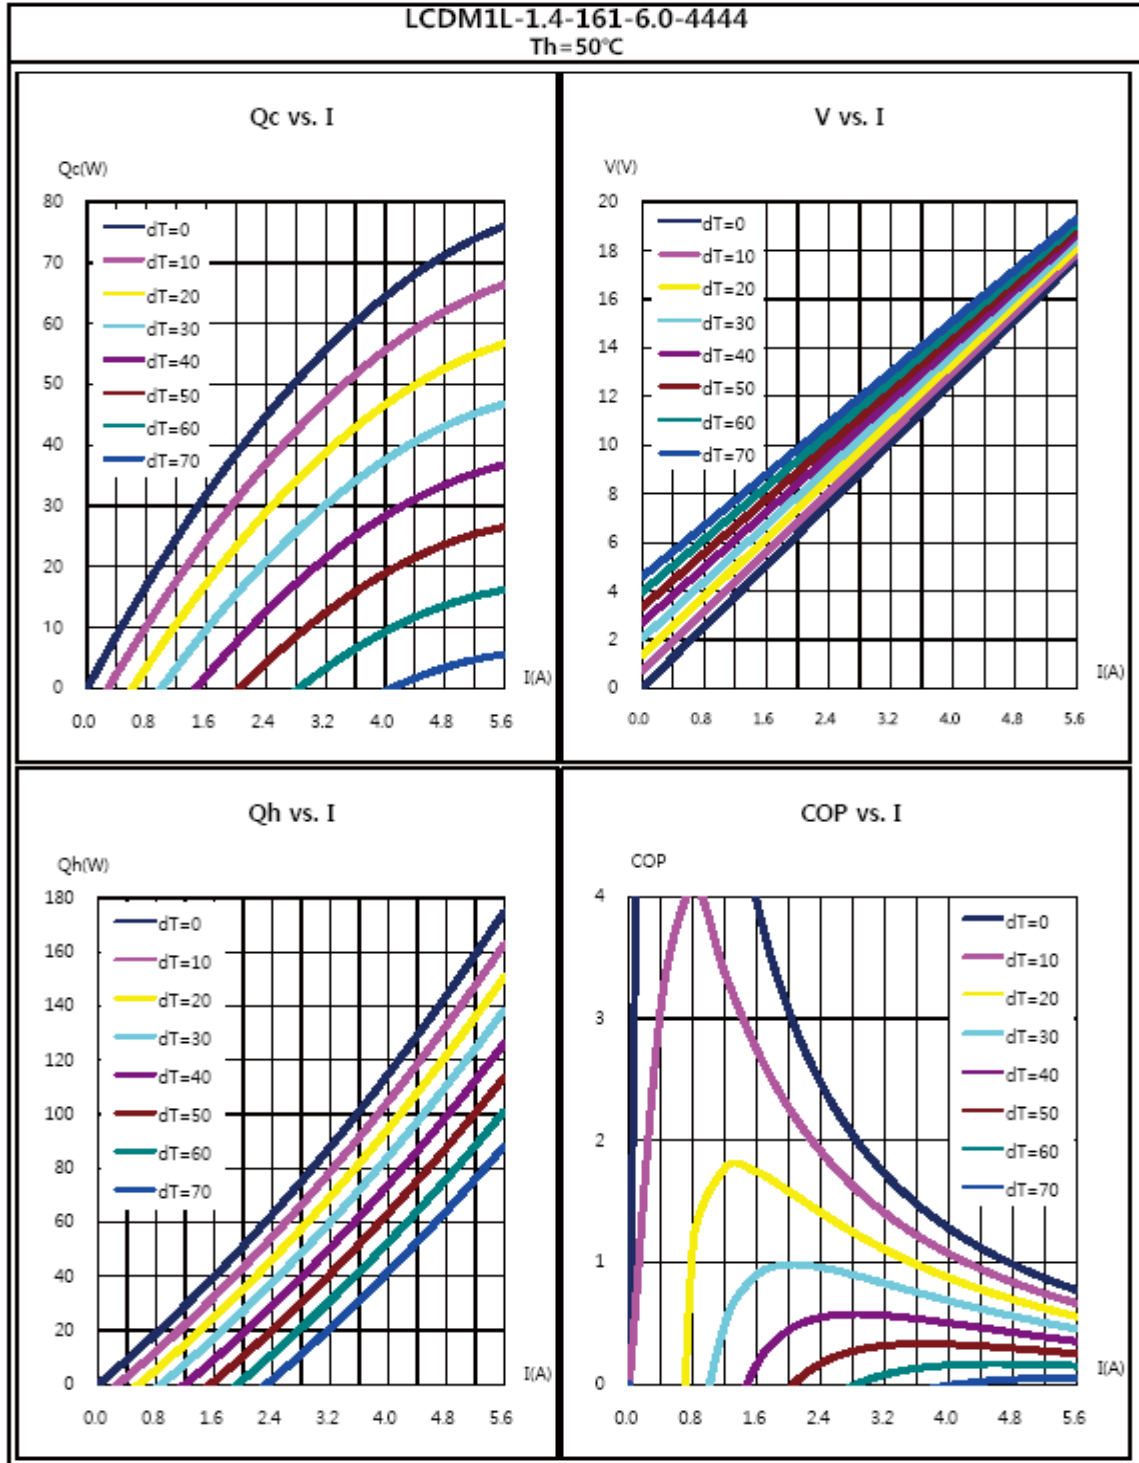 LCDM1L-1.4-161-6.0-4444
Th=50℃
Qc vs. I
Qc(W)
80
70
60
50
40
30
20
10
0
dT=0
dT=10
dT=20
dT=30
dT=40
dT=50
dT=60
dT=70
I(A)
0.0 0.8 1.6 2.4 3.2 4.0 4.8 5.6
V vs. I
V(V)
20
18
16
14
12
10
8
6
4
2
0
dT=0
dT=10
dT=20
dT=30
dT=40
dT=50
dT=60
dT=70
I(A)
0.0 0.8 1.6 2.4 3.2 4.0 4.8 5.6
Qh vs. I
Qh(W)
180
160
140
120
100
80
60
40
20
0
dT=0
dT=10
dT=20
dT=30
dT=40
dT=50
dT=60
dT=70
I(A)
0.0 0.8 1.6 2.4 3.2 4.0 4.8 5.6
COP vs. I
COP
4
3
2
1
0
dT=0
dT=10
dT=20
dT=30
dT=40
dT=50
dT=60
dT=70
I(A)
0.0 0.8 1.6 2.4 3.2 4.0 4.8 5.6